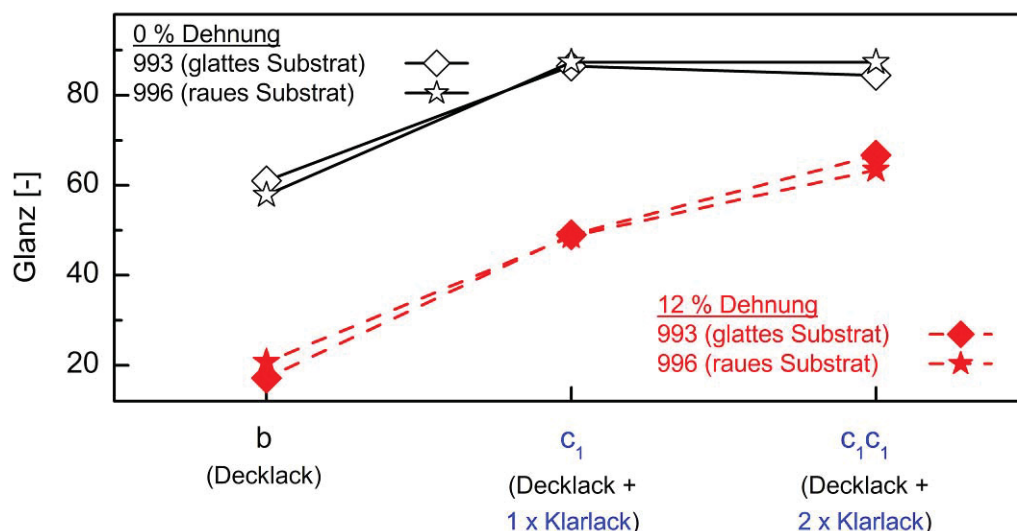 0 % Dehnung
993 (glattes Substrat)
996 (raues Substrat)
80
60
40
20
Glanz [-]
12 % Dehnung
993 (glattes Substrat)
996 (raues Substrat)
b
(Decklack)
c₁
(Decklack +
1 x Klarlack)
c₁c₁
(Decklack +
2 x Klarlack)